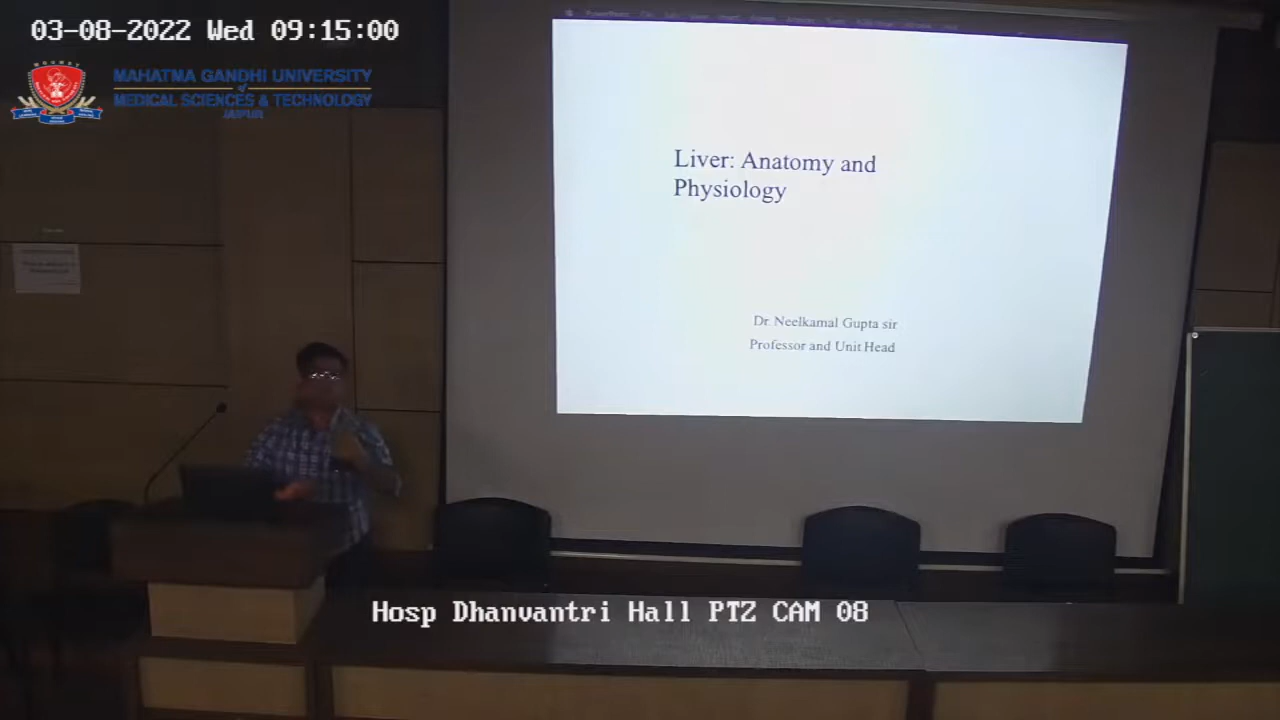 03-08-2022 Wed 09:15:00
MAHATMA GANDHI UNIVERSITY
of
MEDICAL SCIENCES & TECHNOLOGY
JAIPUR
Liver: Anatomy and
Physiology
Dr. Neelkamal Gupta sir
Professor and Unit Head
Hosp Dhanvantri Hall PTZ CAM 08